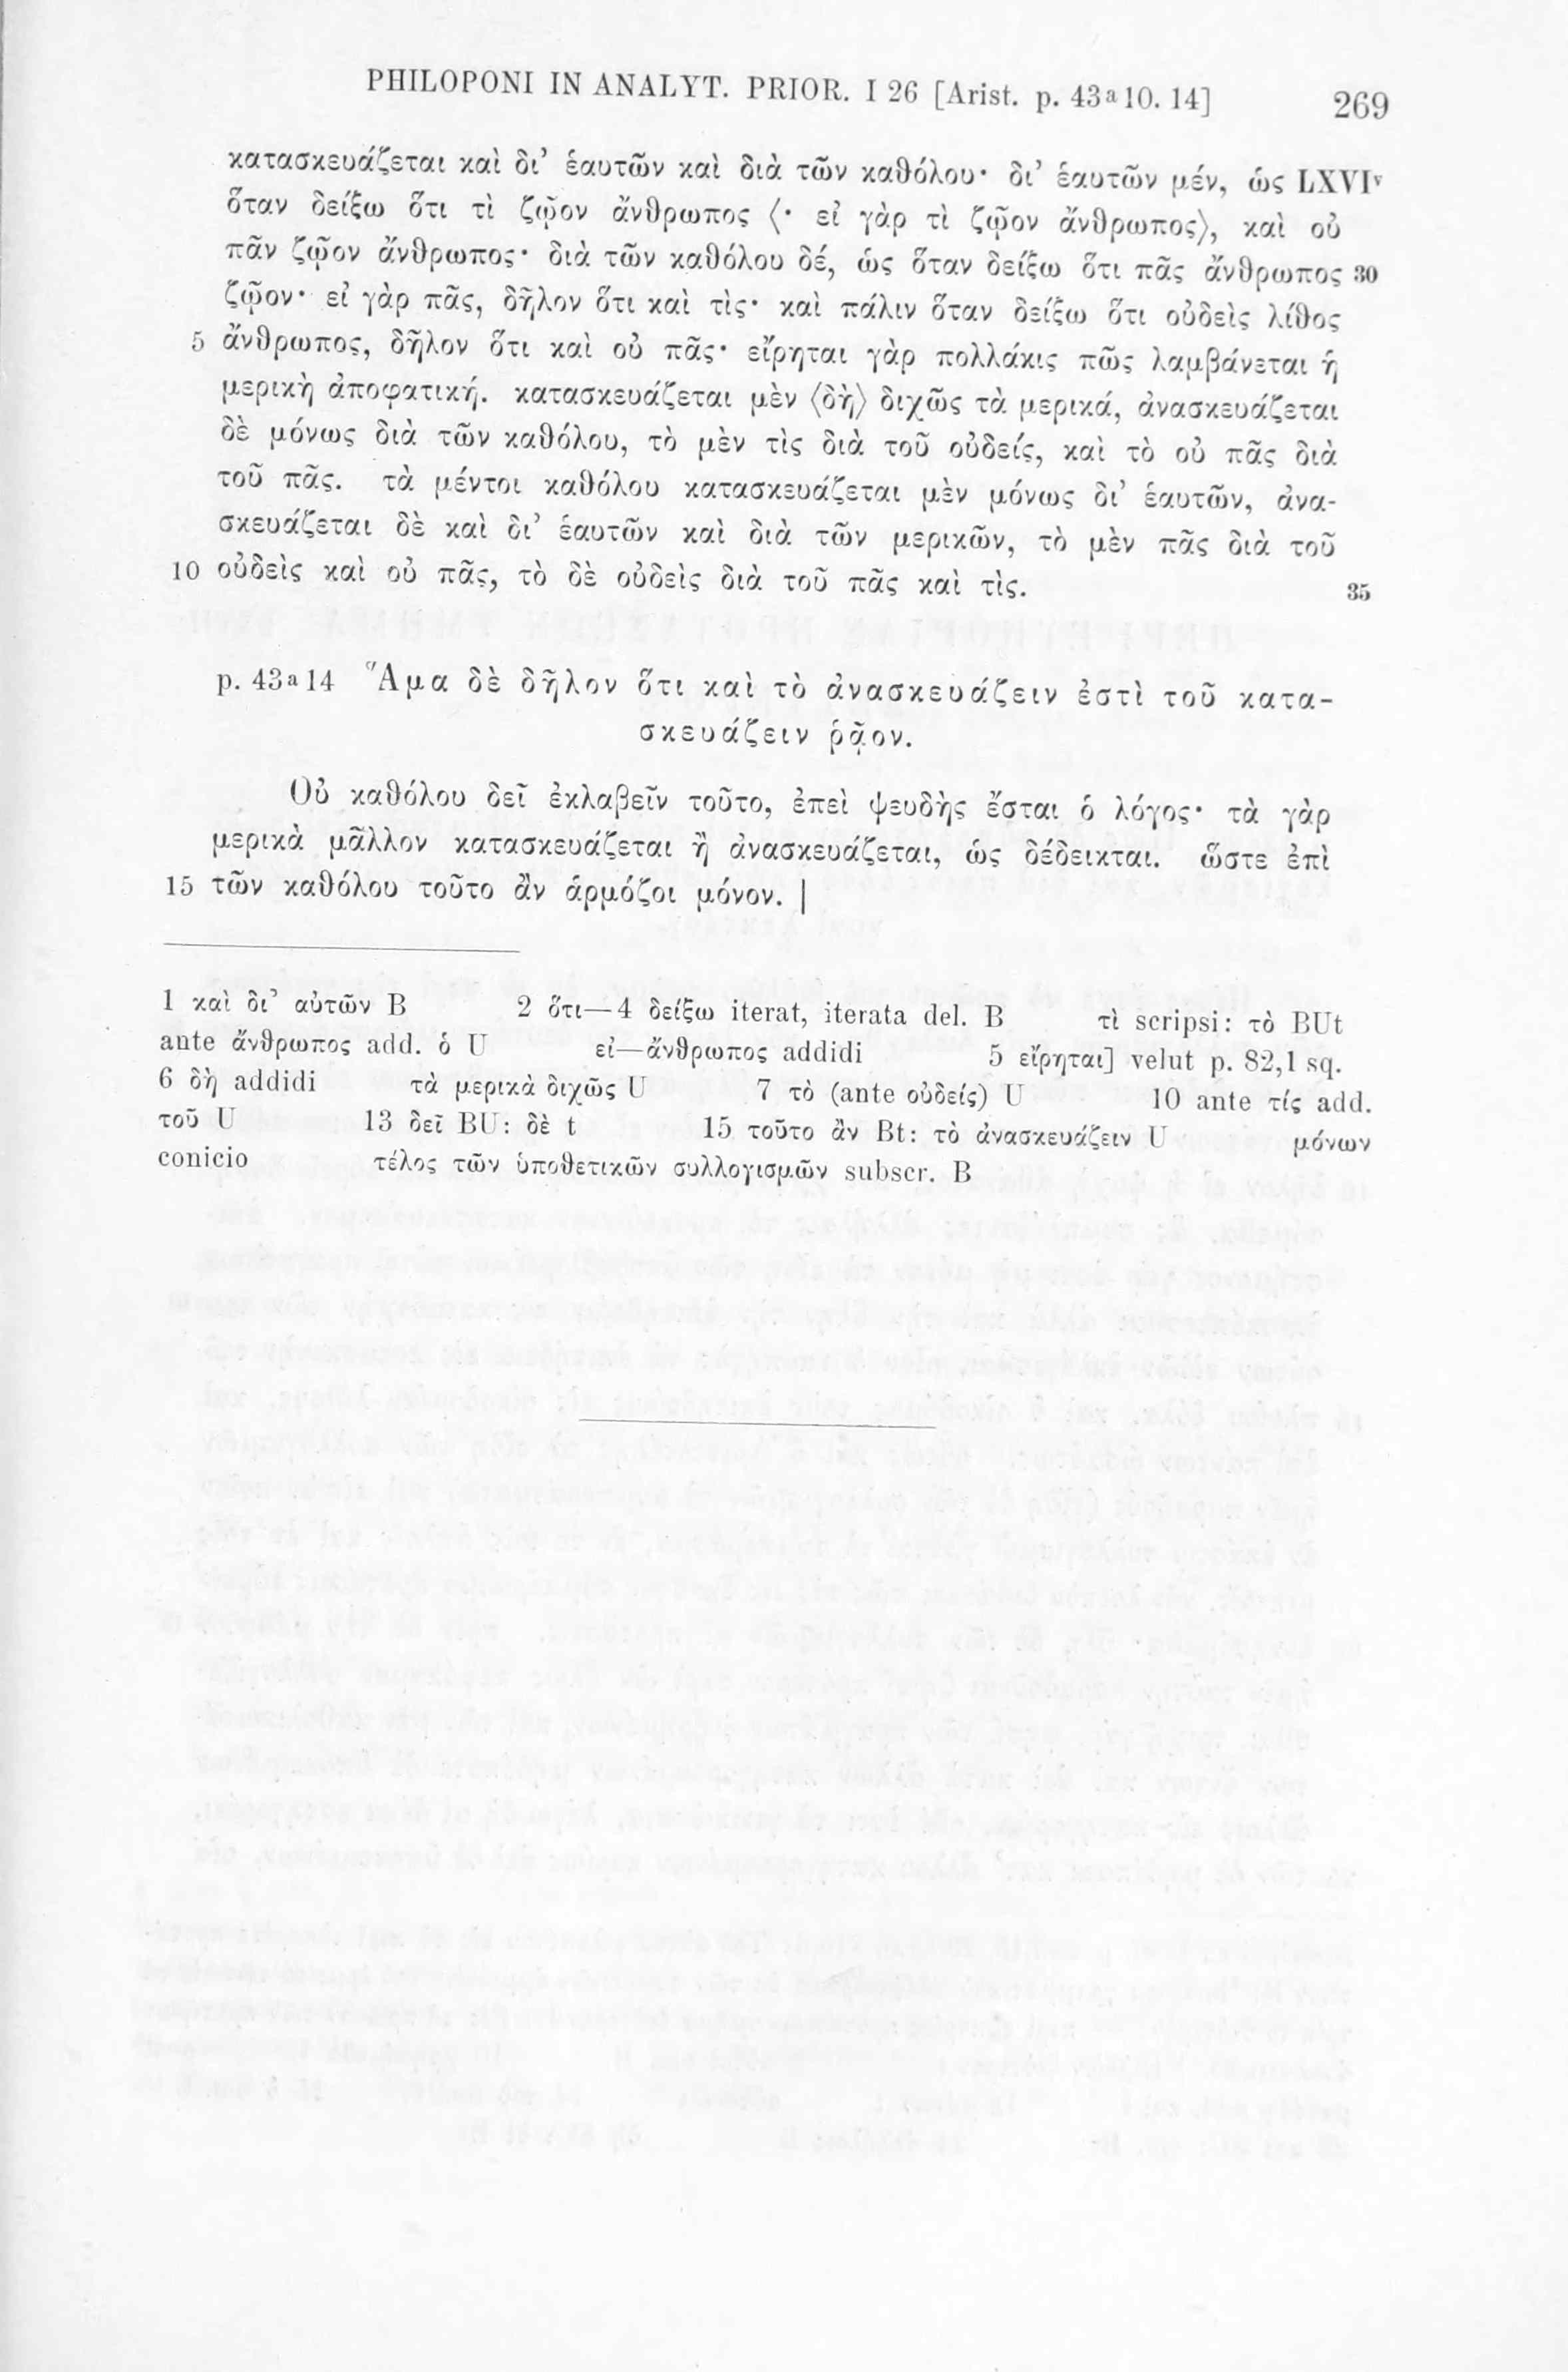 PHILOPONI IN ANALYT. PRIOR. I 26 [Arist. p. 43ª10. 14] 269
κατασκευάζεται καὶ δι’ ἑαυτῶν καὶ διὰ τῶν καθόλου· δι’ ἑαυτῶν μέν, ὡς LXVIᵛ
ὅταν δείξω ὅτι τὶ ζῷον ἄνθρωπος ⟨· εἰ γὰρ τὶ ζῷον ἄνθρωπος⟩, καὶ οὐ
πᾶν ζῷον ἄνθρωπος· διὰ τῶν καθόλου δέ, ὡς ὅταν δείξω ὅτι πᾶς ἄνθρωπος 30
ζῷον· εἰ γὰρ πᾶς, δῆλον ὅτι καὶ τὶς· καὶ πάλιν ὅταν δείξω ὅτι οὐδεὶς λίθος
5 ἄνθρωπος, δῆλον ὅτι καὶ οὐ πᾶς· εἴρηται γὰρ πολλάκις πῶς λαμβάνεται ἡ
μερικὴ ἀποφατική. κατασκευάζεται μὲν ⟨δὴ⟩ διχῶς τὰ μερικά, ἀνασκευάζεται
δὲ μόνως διὰ τῶν καθόλου, τὸ μὲν τὶς διὰ τοῦ οὐδείς, καὶ τὸ οὐ πᾶς διὰ
τοῦ πᾶς. τὰ μέντοι καθόλου κατασκευάζεται μὲν μόνως δι’ ἑαυτῶν, ἀνα-
σκευάζεται δὲ καὶ δι’ ἑαυτῶν καὶ διὰ τῶν μερικῶν, τὸ μὲν πᾶς διὰ τοῦ
10 οὐδεὶς καὶ οὐ πᾶς, τὸ δὲ οὐδεὶς διὰ τοῦ πᾶς καὶ τὶς. 35
p. 43ª14 Ἅμα δὲ δῆλον ὅτι καὶ τὸ ἀνασκευάζειν ἐστὶ τοῦ κατα-
σκευάζειν ῥᾷον.
Οὐ καθόλου δεῖ ἐκλαβεῖν τοῦτο, ἐπεὶ ψευδὴς ἔσται ὁ λόγος· τὰ γὰρ
μερικὰ μᾶλλον κατασκευάζεται ἢ ἀνασκευάζεται, ὡς δέδεικται. ὥστε ἐπὶ
15 τῶν καθόλου τοῦτο ἂν ἁρμόζοι μόνον. |
1 καὶ δι’ αὑτῶν B 2 ὅτι—4 δείξω iterat, iterata del. B τὶ scripsi: τὸ BUt
ante ἄνθρωπος add. ὁ U εἰ—ἄνθρωπος addidi 5 εἴρηται] velut p. 82,1 sq.
6 δὴ addidi τὰ μερικὰ διχῶς U 7 τὸ (ante οὐδείς) U 10 ante τίς add.
τοῦ U 13 δεῖ BU: δὲ t 15 τοῦτο ἂν Bt: τὸ ἀνασκευάζειν U μόνων
conicio τέλος τῶν ὑποθετικῶν συλλογισμῶν subscr. B